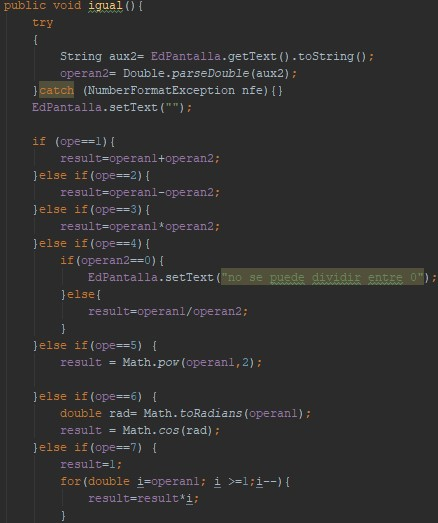 public void igual(){
try
{
String aux2= EdPantalla.getText().toString();
operan2= Double.parseDouble(aux2);
}catch (NumberFormatException nfe){}
EdPantalla.setText("");
if (ope==1){
result=operan1+operan2;
}else if(ope==2){
result=operan1-operan2;
}else if(ope==3){
result=operan1*operan2;
}else if(ope==4){
if(operan2==0){
EdPantalla.setText("no se puede dividir entre 0");
}else{
result=operan1/operan2;
}
}else if(ope==5) {
result = Math.pow(operan1,2);
}else if(ope==6) {
double rad= Math.toRadians(operan1);
result = Math.cos(rad);
}else if(ope==7) {
result=1;
for(double i=operan1; i >=1;i--){
result=result*i;
}